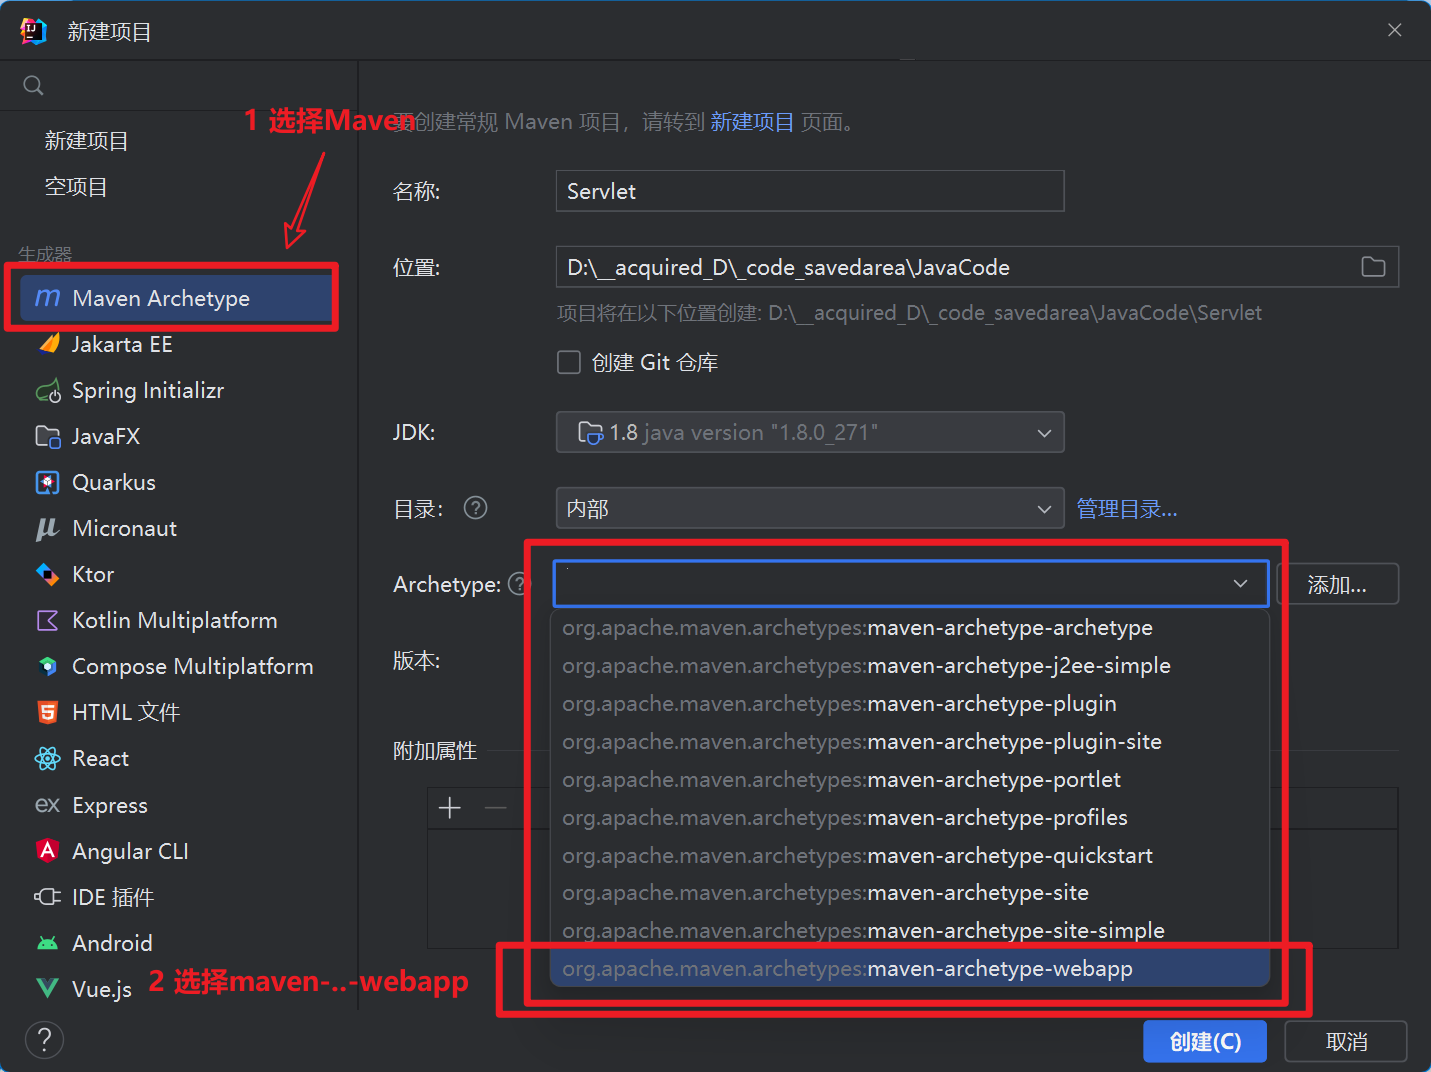 新建项目
1 选择Maven
要创建常规 Maven 项目，请转到 新建项目 页面。
新建项目
空项目
生成器
Maven Archetype
Jakarta EE
Spring Initializr
JavaFX
Quarkus
Micronaut
Ktor
Kotlin Multiplatform
Compose Multiplatform
HTML 文件
React
Express
Angular CLI
IDE 插件
Android
Vue.js
2 选择maven-..-webapp
名称:
Servlet
位置:
D:\__acquired_D\_code_savedarea\JavaCode
项目将在以下位置创建: D:\__acquired_D\_code_savedarea\JavaCode\Servlet
创建 Git 仓库
JDK:
1.8 java version "1.8.0_271"
目录:
内部
管理目录...
Archetype:
添加...
版本:
附加属性
org.apache.maven.archetypes:maven-archetype-archetype
org.apache.maven.archetypes:maven-archetype-j2ee-simple
org.apache.maven.archetypes:maven-archetype-plugin
org.apache.maven.archetypes:maven-archetype-plugin-site
org.apache.maven.archetypes:maven-archetype-portlet
org.apache.maven.archetypes:maven-archetype-profiles
org.apache.maven.archetypes:maven-archetype-quickstart
org.apache.maven.archetypes:maven-archetype-site
org.apache.maven.archetypes:maven-archetype-site-simple
org.apache.maven.archetypes:maven-archetype-webapp
创建(C)
取消